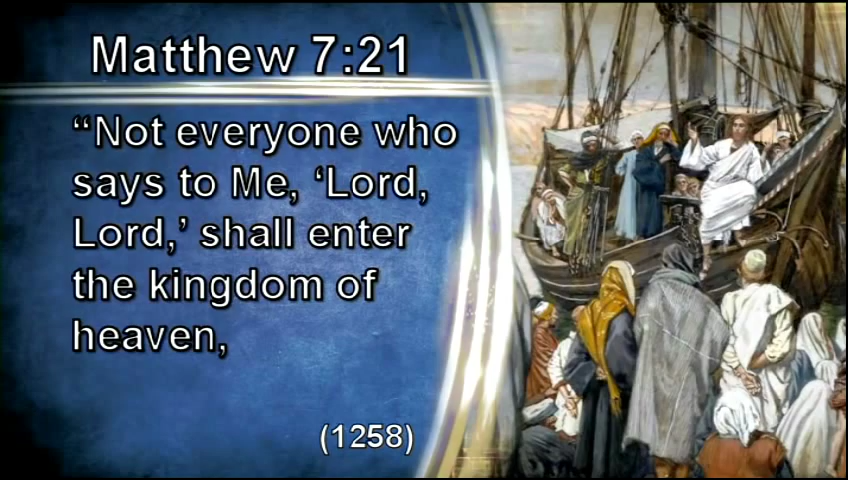 Matthew 7:21
“Not everyone who
says to Me, ‘Lord,
Lord,’ shall enter
the kingdom of
heaven,
(1258)